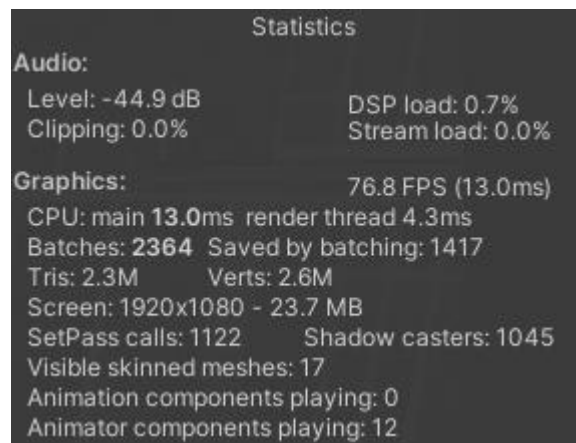 Statistics
Audio:
Level: -44.9 dB DSP load: 0.7%
Clipping: 0.0% Stream load: 0.0%
Graphics: 76.8 FPS (13.0ms)
CPU: main 13.0ms render thread 4.3ms
Batches: 2364 Saved by batching: 1417
Tris: 2.3M Verts: 2.6M
Screen: 1920x1080 - 23.7 MB
SetPass calls: 1122 Shadow casters: 1045
Visible skinned meshes: 17
Animation components playing: 0
Animator components playing: 12